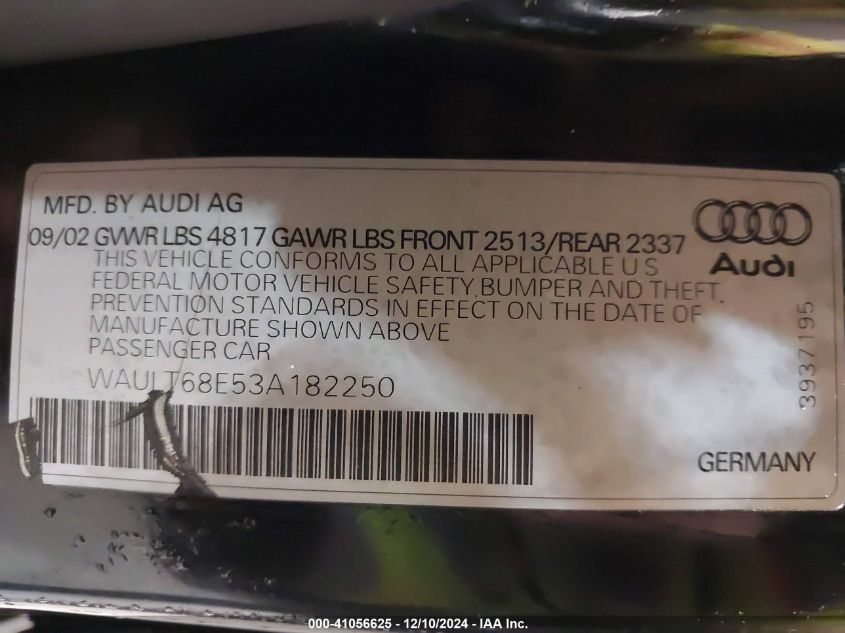 MFD. BY AUDI AG
09/02 GVWR LBS 4817 GAWR LBS FRONT 2513/REAR 2337
THIS VEHICLE CONFORMS TO ALL APPLICABLE U S
FEDERAL MOTOR VEHICLE SAFETY, BUMPER AND THEFT.
PREVENTION STANDARDS IN EFFECT ON THE DATE OF
MANUFACTURE SHOWN ABOVE
PASSENGER CAR
WAULT68E53A182250
Audi
3937195
GERMANY
000-41056625 - 12/10/2024 - IAA Inc.